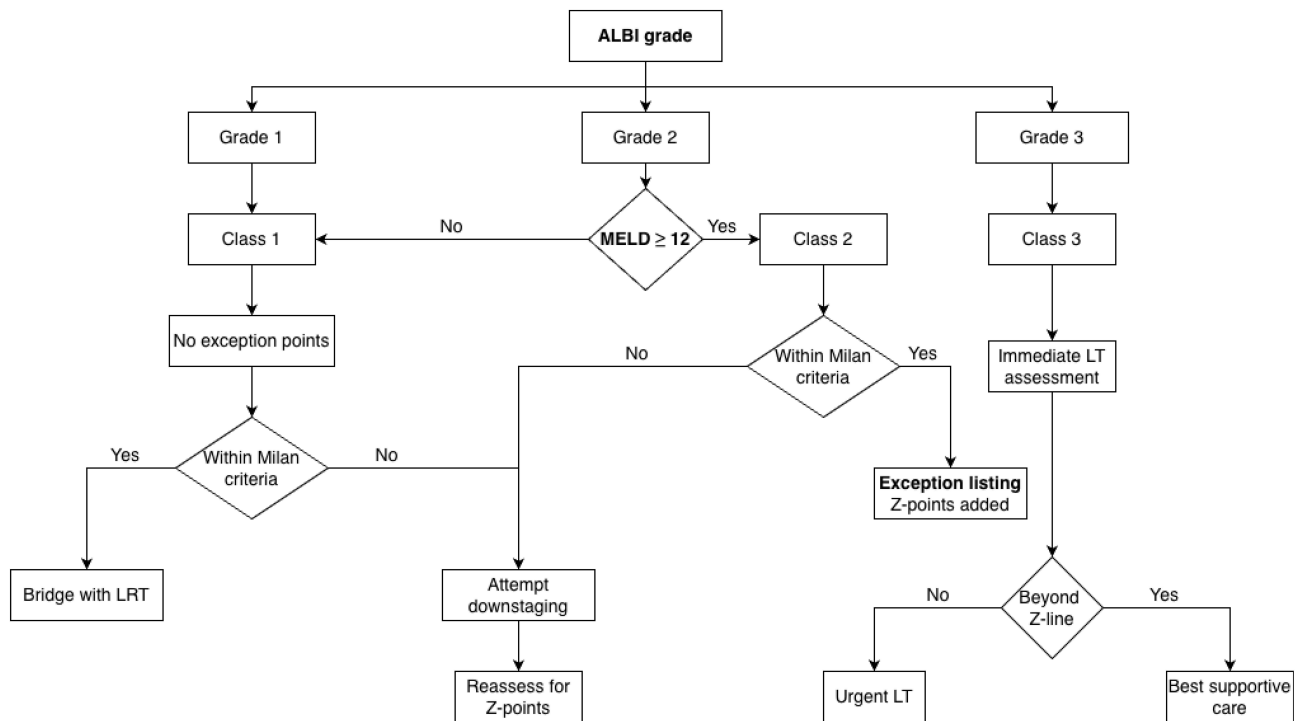 ALBI grade
Grade 1
Grade 2
Grade 3
Class 1
No
MELD ≥ 12
Yes
Class 2
Class 3
No exception points
No
Within Milan
criteria
Yes
Immediate LT
assessment
Yes
Within Milan
criteria
No
Exception listing
Z-points added
Bridge with LRT
Attempt
downstaging
No
Beyond
Z-line
Yes
Reassess for
Z-points
Urgent LT
Best supportive
care